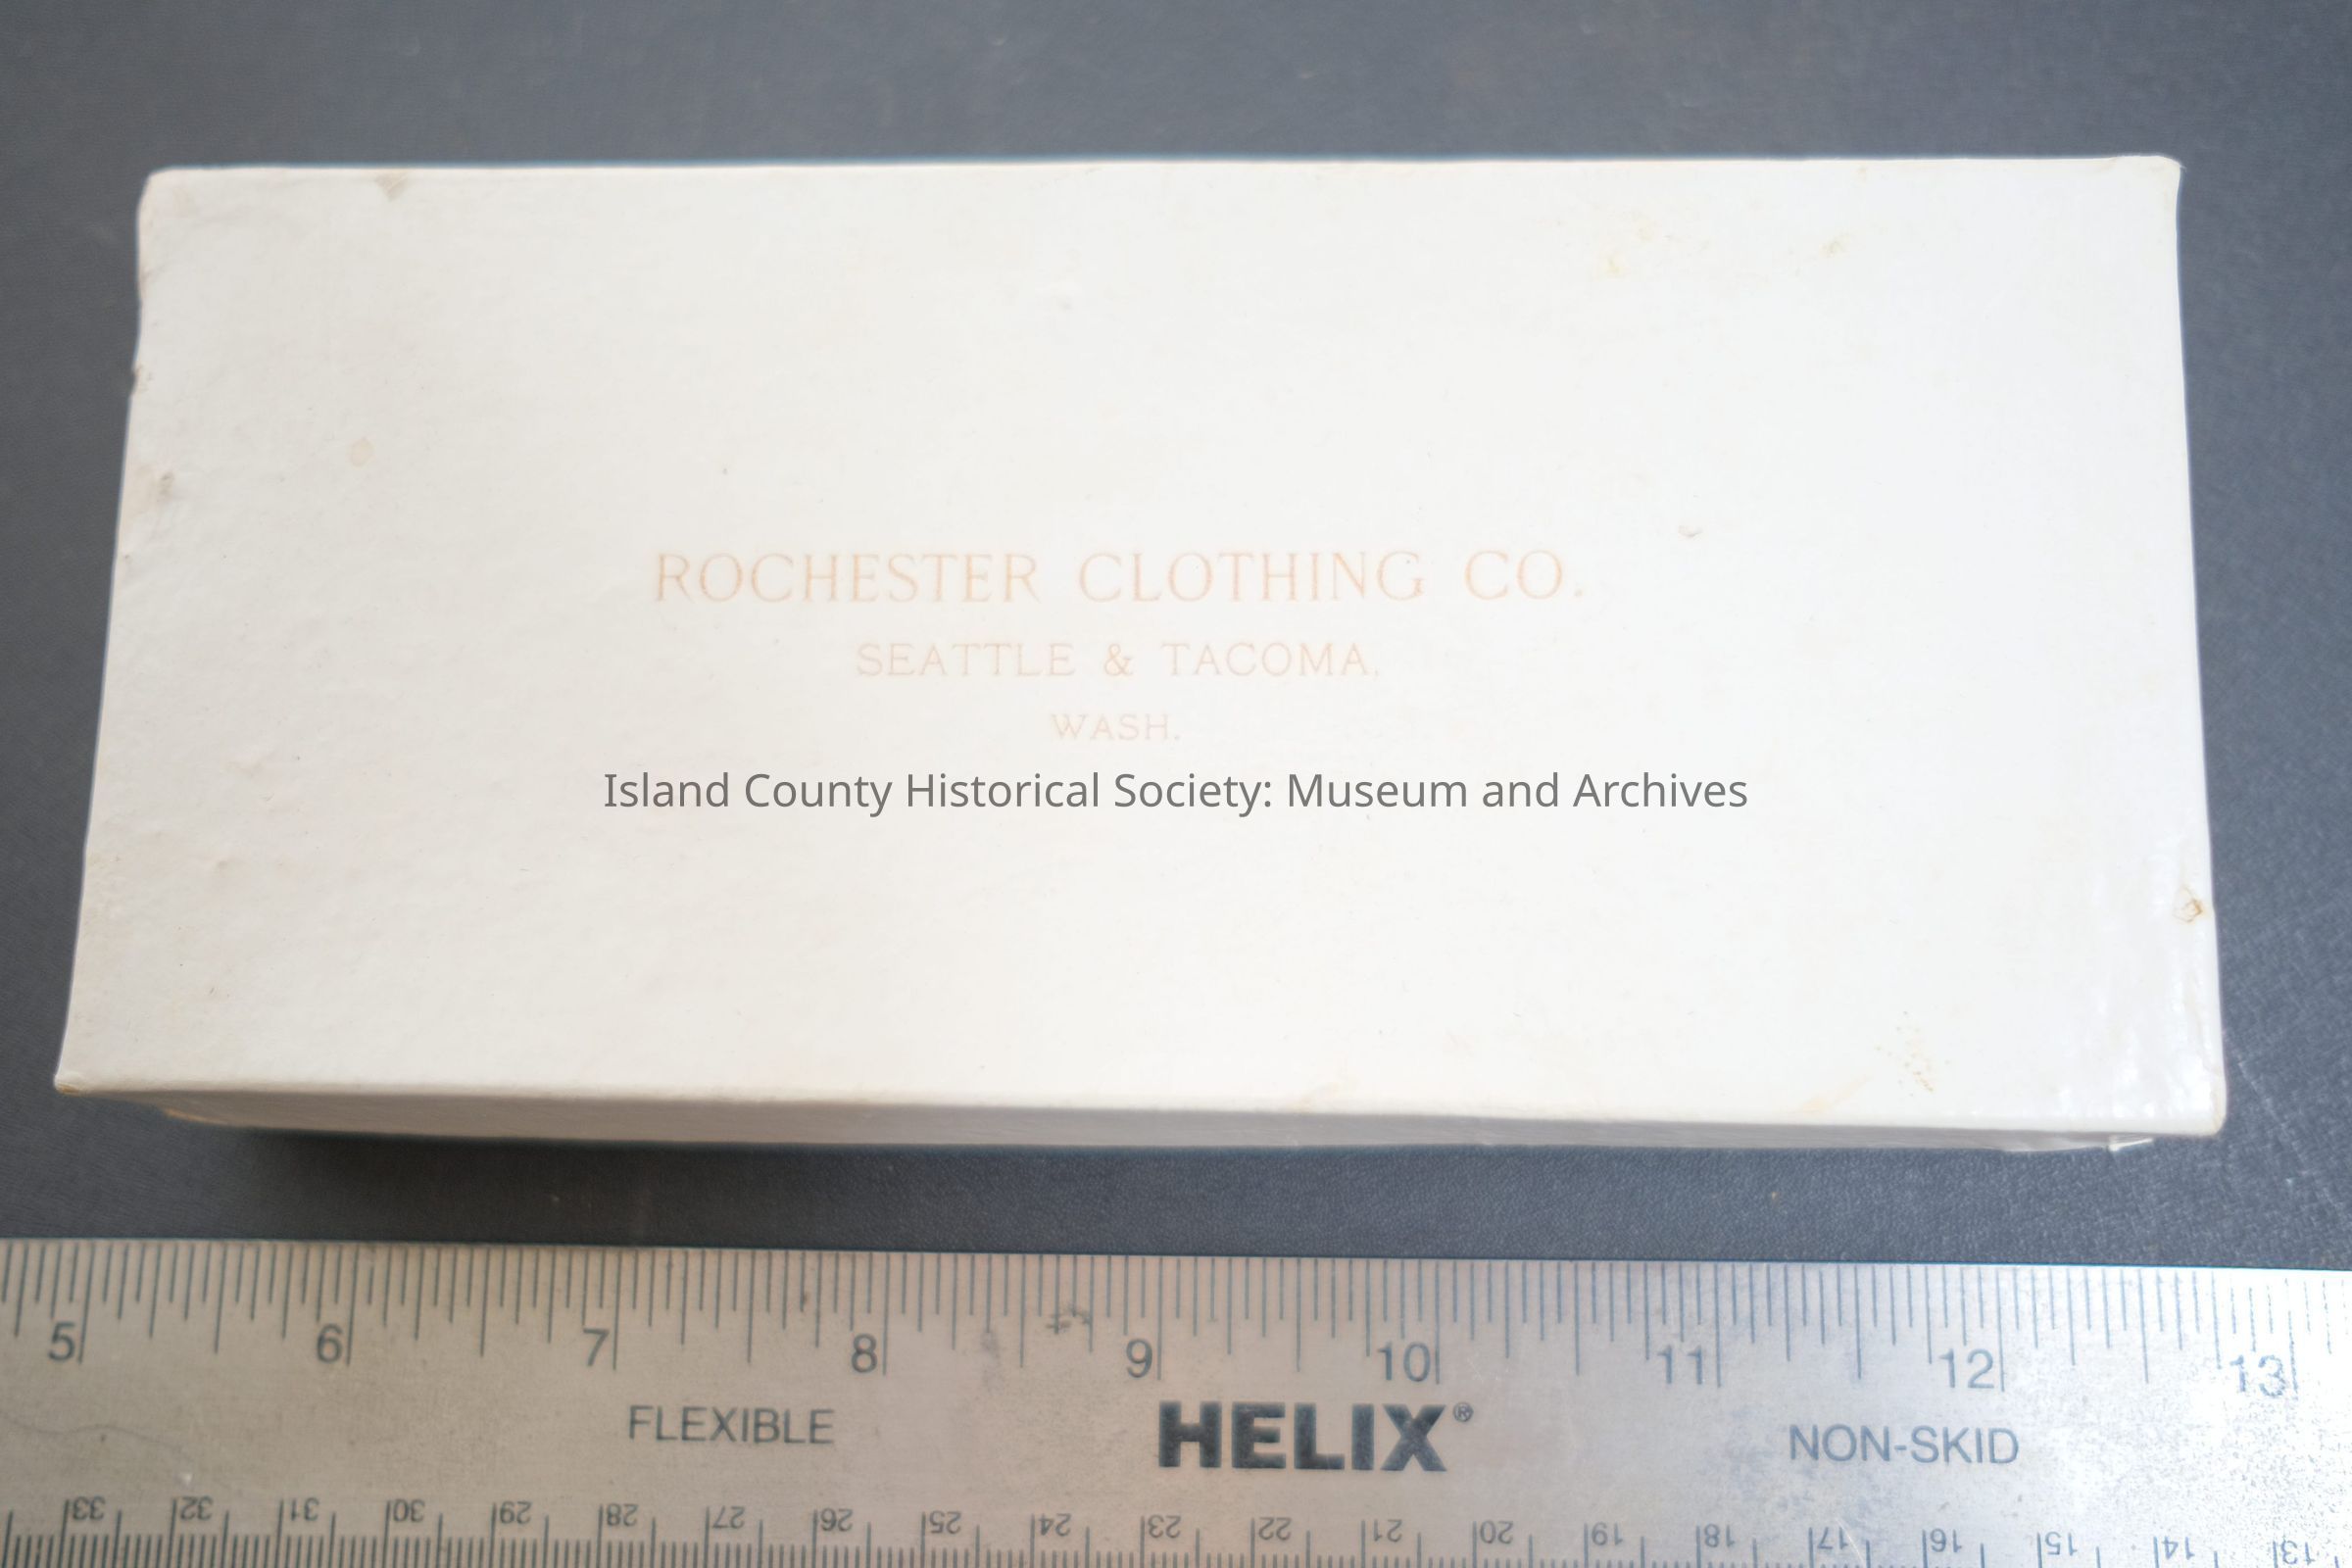 ROCHESTER CLOTHING CO.
SEATTLE & TACOMA,
WASH.
Island County Historical Society: Museum and Archives
5 6 7 8 9 10 11 12 13
FLEXIBLE HELIX® NON-SKID
33 32 31 30 29 28 27 26 25 24 23 22 21 20 19 18 17 16 15 14 13